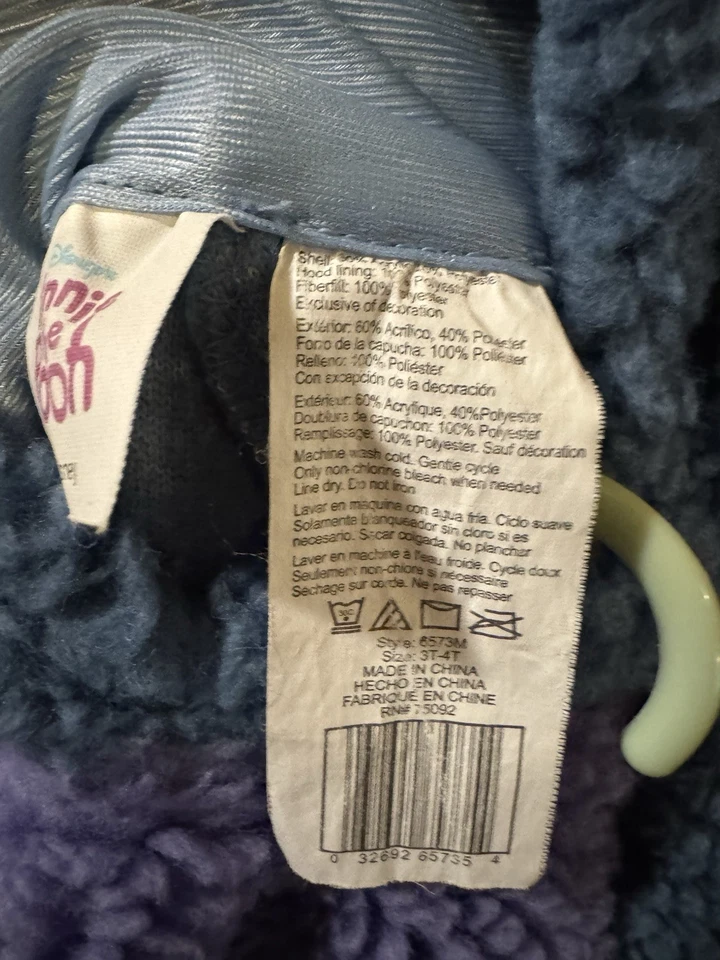 Disney
the
Shell:
Hood lining: Polyester
Fiberfill: 100% Polyester
Exclusive of decoration
Extérior: 60% Acrílico, 40% Poliéster
Forro de la capucha: 100% Poliéster
Relleno: 100% Poliéster
Con excepción de la decoración
Extérieur: 60% Acrylique, 40%Polyester
Doublure de capuchon: 100% Polyester
Remplissage: 100% Polyester. Sauf décoration
Machine wash cold. Gentle cycle
Only non-chlorine bleach when needed
Line dry. Do not iron
Lavar en máquina con agua fría. Ciclo suave
Solamente blanqueador sin cloro si es
necesario. Secar colgada. No planchar
Laver en machine à l'eau froide. Cycle doux
Seulement non-chlore si nécessaire
Séchage sur corde. Ne pas repasser
30C
Style: 6573M
Size: 3T-4T
MADE IN CHINA
HECHO EN CHINA
FABRIQUE EN CHINE
RN# 75092
0 32692 65735 4